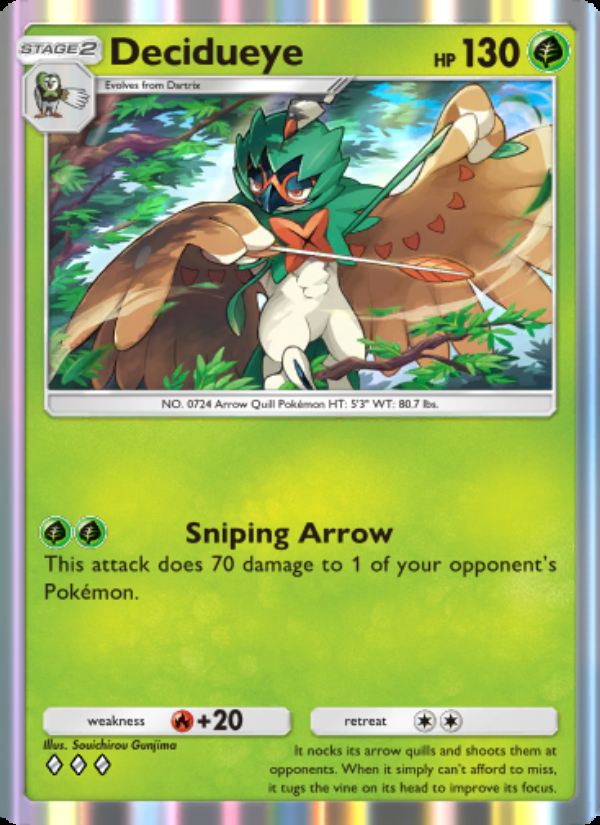 STAGE 2
Decidueye
HP 130
Evolves from Dartrix
NO. 0724 Arrow Quill Pokémon HT: 5'3" WT: 80.7 lbs.
Sniping Arrow
This attack does 70 damage to 1 of your opponent's
Pokémon.
weakness +20
retreat
Illus. Souichirou Gunjima
It nocks its arrow quills and shoots them at
opponents. When it simply can't afford to miss,
it tugs the vine on its head to improve its focus.